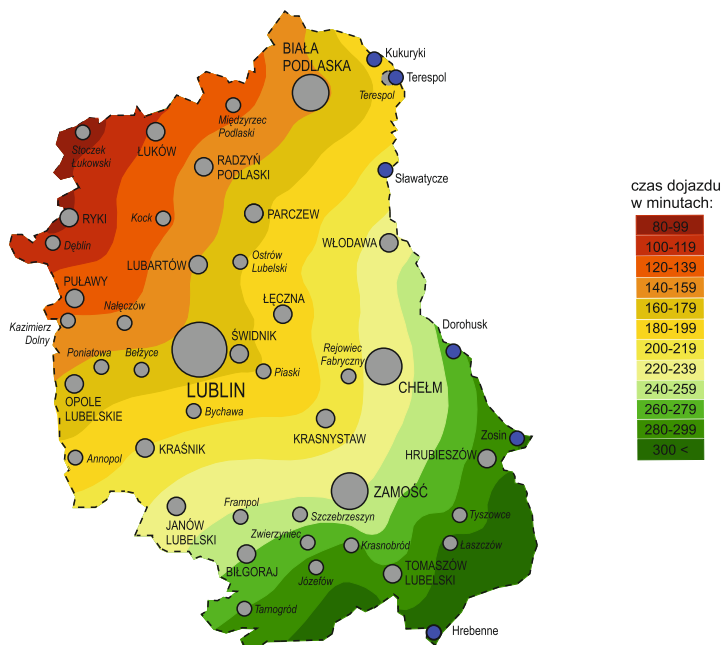 BIAŁA
PODLASKA
Kukuryki
Terespol
Terespol
Międzyrzec
Podlaski
Stoczek
Łukowski
ŁUKÓW
RADZYŃ
PODLASKI
Sławatycze
RYKI
Kock
PARCZEW
Dęblin
WŁODAWA
LUBARTÓW
Ostrów
Lubelski
PUŁAWY
Nałęczów
ŁĘCZNA
Kazimierz
Dolny
Dorohusk
ŚWIDNIK
Rejowiec
Fabryczny
Poniatowa
Bełżyce
Piaski
LUBLIN
CHEŁM
OPOLE
LUBELSKIE
Bychawa
KRASNYSTAW
Zosin
KRAŚNIK
Annopol
HRUBIESZÓW
ZAMOŚĆ
Frampol
Szczebrzeszyn
Tyszowce
JANÓW
LUBELSKI
Zwierzyniec
Krasnobród
Łaszczów
BIŁGORAJ
Józefów
TOMASZÓW
LUBELSKI
Tarnogród
Hrebenne
czas dojazdu
w minutach:
80-99
100-119
120-139
140-159
160-179
180-199
200-219
220-239
240-259
260-279
280-299
300 <